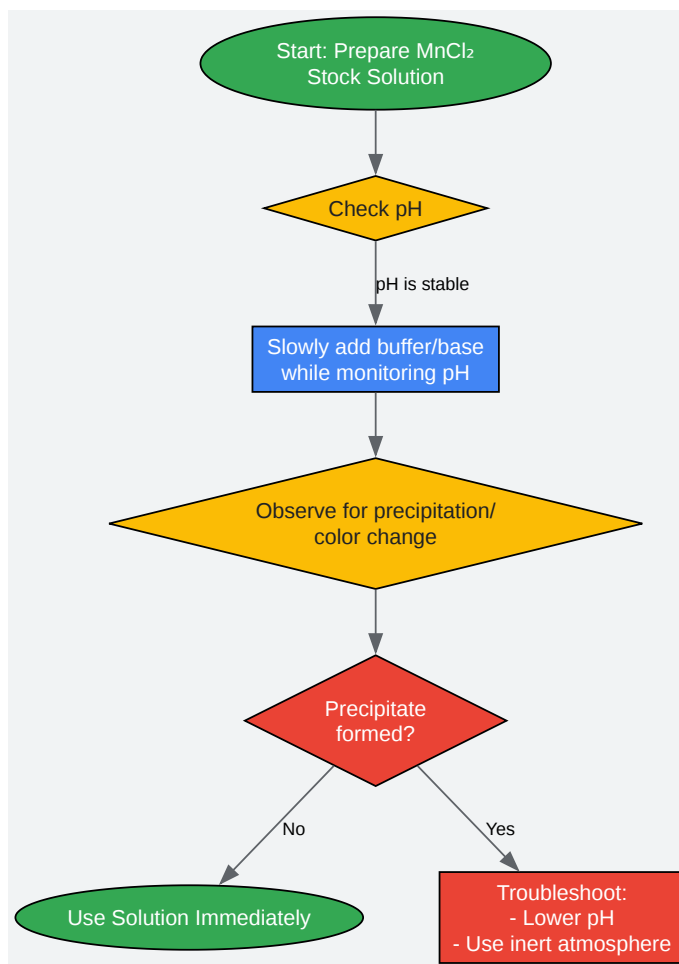 Start: Prepare MnCl₂
Stock Solution
Check pH
pH is stable
Slowly add buffer/base
while monitoring pH
Observe for precipitation/
color change
Precipitate
formed?
No
Yes
Use Solution Immediately
Troubleshoot:
- Lower pH
- Use inert atmosphere